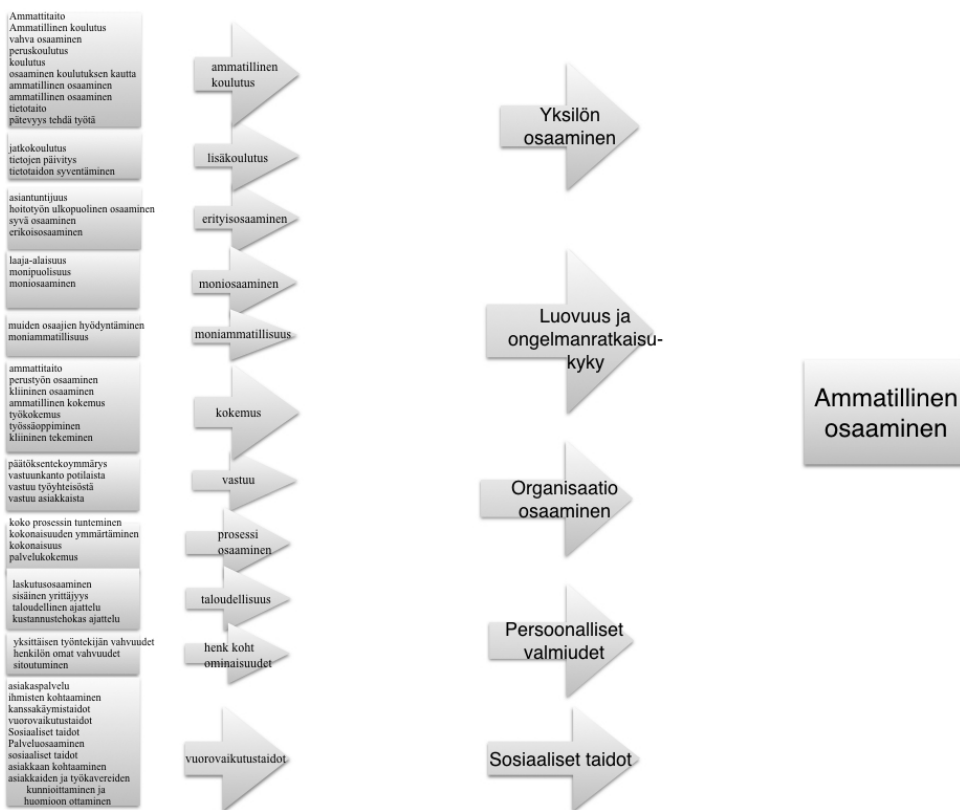 Ammattitaito
Ammatillinen koulutus
vahva osaaminen
peruskoulutus
koulutus
osaaminen koulutuksen kautta
ammatillinen osaaminen
ammatillinen osaaminen
tietotaito
pätevyys tehdä työtä
jatkokoulutus
tietojen päivitys
tietotaidon syventäminen
asiantuntijuus
hoitotyön ulkopuolinen osaaminen
syvä osaaminen
erikoisosaaminen
laaja-alaisuus
monipuolisuus
moniosaaminen
muiden osaajien hyödyntäminen
moniammatillisuus
ammattitaito
perustyön osaaminen
kliininen osaaminen
ammatillinen kokemus
työkokemus
työssäoppiminen
kliininen tekeminen
päätöksentekoymmärys
vastuunkanto potilaista
vastuu työyhteisöstä
vastuu asiakkaista
koko prosessin tunteminen
kokonaisuuden ymmärtäminen
kokonaisuus
palvelukokemus
laskutusosaaminen
sisäinen yrittäjyys
taloudellinen ajattelu
kustannustehokas ajattelu
yksittäisen työntekijän vahvuudet
henkilön omat vahvuudet
sitoutuminen
asiakaspalvelu
ihmisten kohtaaminen
kanssakäymistaidot
vuorovaikutustaidot
Sosiaaliset taidot
Palveluosaaminen
sosiaaliset taidot
asiakkaan kohtaaminen
asiakkaiden ja työkavereiden
kunnioittaminen ja
huomioon ottaminen
ammatillinen
koulutus
lisäkoulutus
erityisosaaminen
moniosaaminen
moniammatillisuus
kokemus
vastuu
prosessi
osaaminen
taloudellisuus
henk koht
ominaisuudet
vuorovaikutustaidot
Yksilön
osaaminen
Luovuus ja
ongelmanratkaisu-
kyky
Organisaatio
osaaminen
Persoonalliset
valmiudet
Sosiaaliset taidot
Ammatillinen
osaaminen